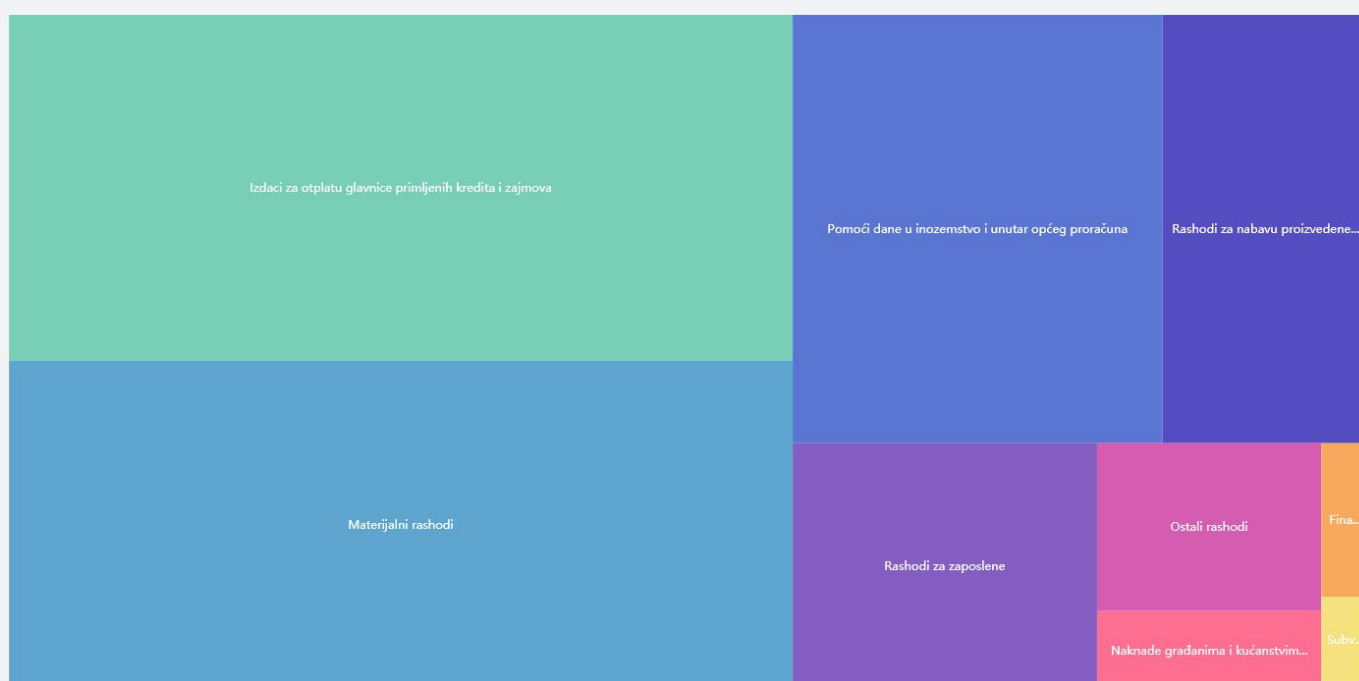 Izdaci za otplatu glavnice primljenih kredita i zajmova
Pomoći dane u inozemstvo i unutar općeg proračuna
Rashodi za nabavu proizvedene...
Materijalni rashodi
Rashodi za zaposlene
Ostali rashodi
Fina...
Naknade građanima i kućanstvim...
Subv...